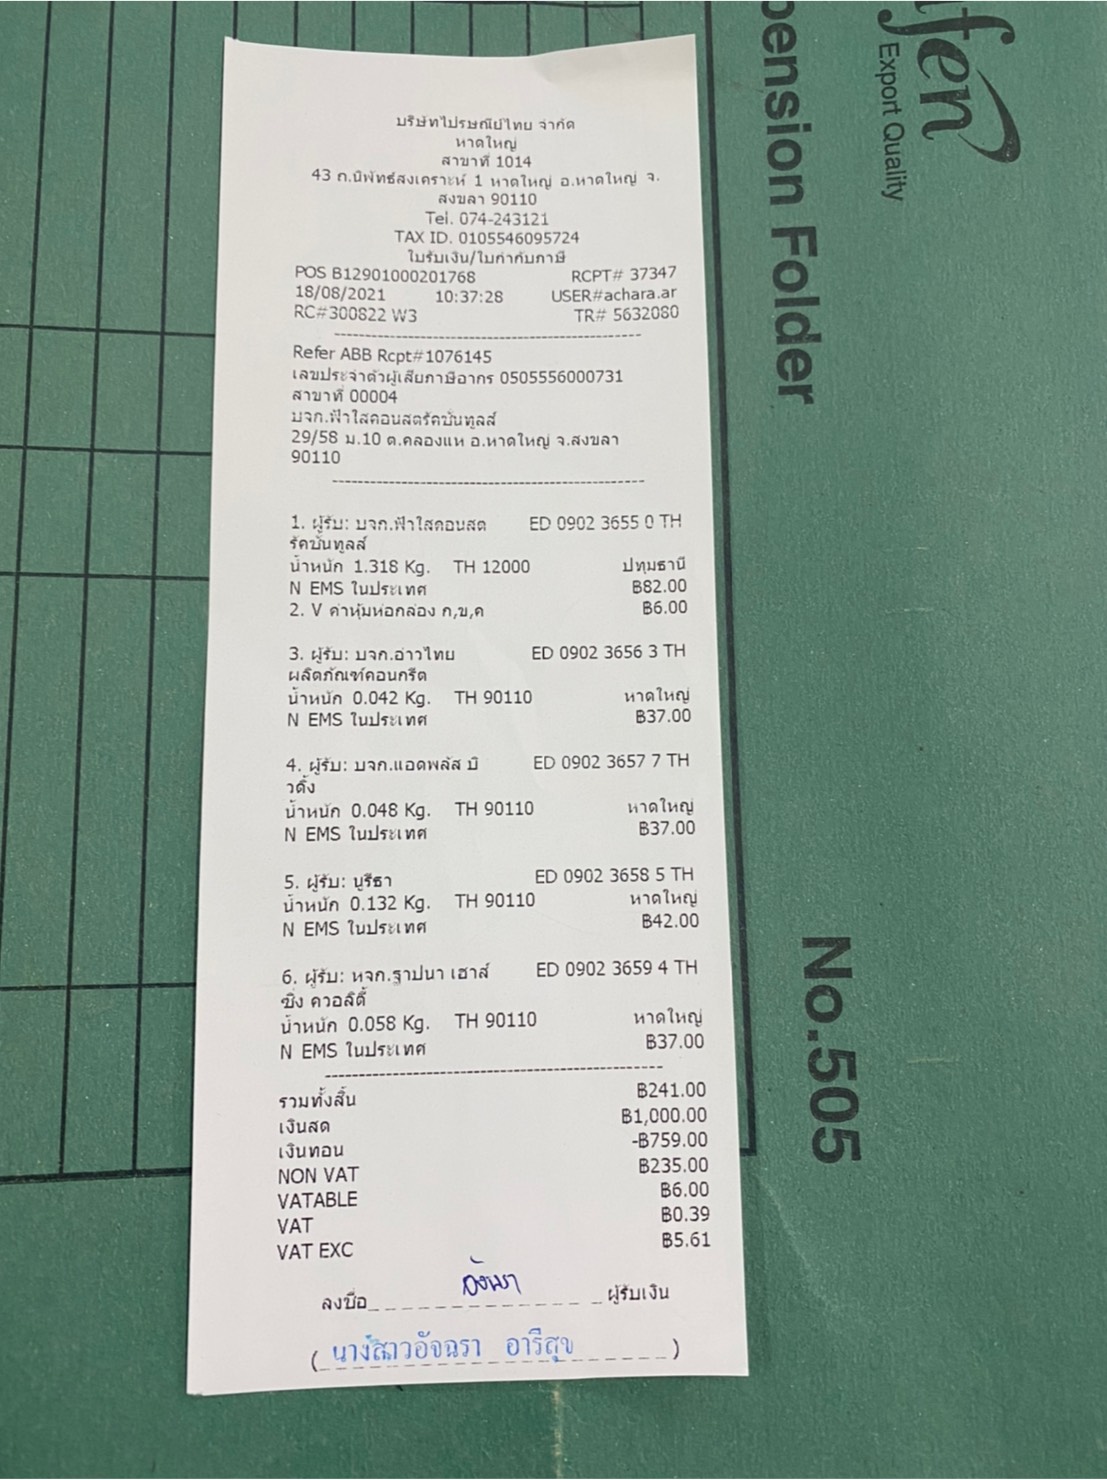 บริษัทไปรษณีย์ไทย จำกัด
หาดใหญ่
สาขาที่ 1014
43 ถ.นิพัทธ์สงเคราะห์ 1 หาดใหญ่ อ.หาดใหญ่ จ.
สงขลา 90110
Tel. 074-243121
TAX ID. 0105546095724
ใบรับเงิน/ใบกำกับภาษี
POS B12901000201768 RCPT# 37347
18/08/2021 10:37:28 USER#achara.ar
RC#300822 W3 TR# 5632080
Refer ABB Rcpt#1076145
เลขประจำตัวผู้เสียภาษีอากร 0505556000731
สาขาที่ 00004
บจก.ฟ้าใสคอนสตรัคชั่นทูลส์
29/58 ม.10 ต.คลองแห อ.หาดใหญ่ จ.สงขลา
90110
1. ผู้รับ: บจก.ฟ้าใสคอนสต ED 0902 3655 0 TH
รัคชั่นทูลส์
น้ำหนัก 1.318 Kg. TH 12000 ปทุมธานี
N EMS ในประเทศ ฿82.00
2. V ค่าหุ้มห่อกล่อง ก,ข,ค ฿6.00
3. ผู้รับ: บจก.อ่าวไทย ED 0902 3656 3 TH
ผลิตภัณฑ์คอนกรีต
น้ำหนัก 0.042 Kg. TH 90110 หาดใหญ่
N EMS ในประเทศ ฿37.00
4. ผู้รับ: บจก.แอดพลัส บิ ED 0902 3657 7 TH
วดิ้ง
น้ำหนัก 0.048 Kg. TH 90110 หาดใหญ่
N EMS ในประเทศ ฿37.00
5. ผู้รับ: นูรีธา ED 0902 3658 5 TH
น้ำหนัก 0.132 Kg. TH 90110 หาดใหญ่
N EMS ในประเทศ ฿42.00
6. ผู้รับ: หจก.ฐาปนา เฮาส์ ED 0902 3659 4 TH
ซิ่ง ควอลิตี้
น้ำหนัก 0.058 Kg. TH 90110 หาดใหญ่
N EMS ในประเทศ ฿37.00
รวมทั้งสิ้น ฿241.00
เงินสด ฿1,000.00
เงินทอน -฿759.00
NON VAT ฿235.00
VATABLE ฿6.00
VAT ฿0.39
VAT EXC ฿5.61
ลงชื่อ ผู้รับเงิน
(นางสาวอัจฉรา อารีสุข)
Export Quality
pension Folder
No.505